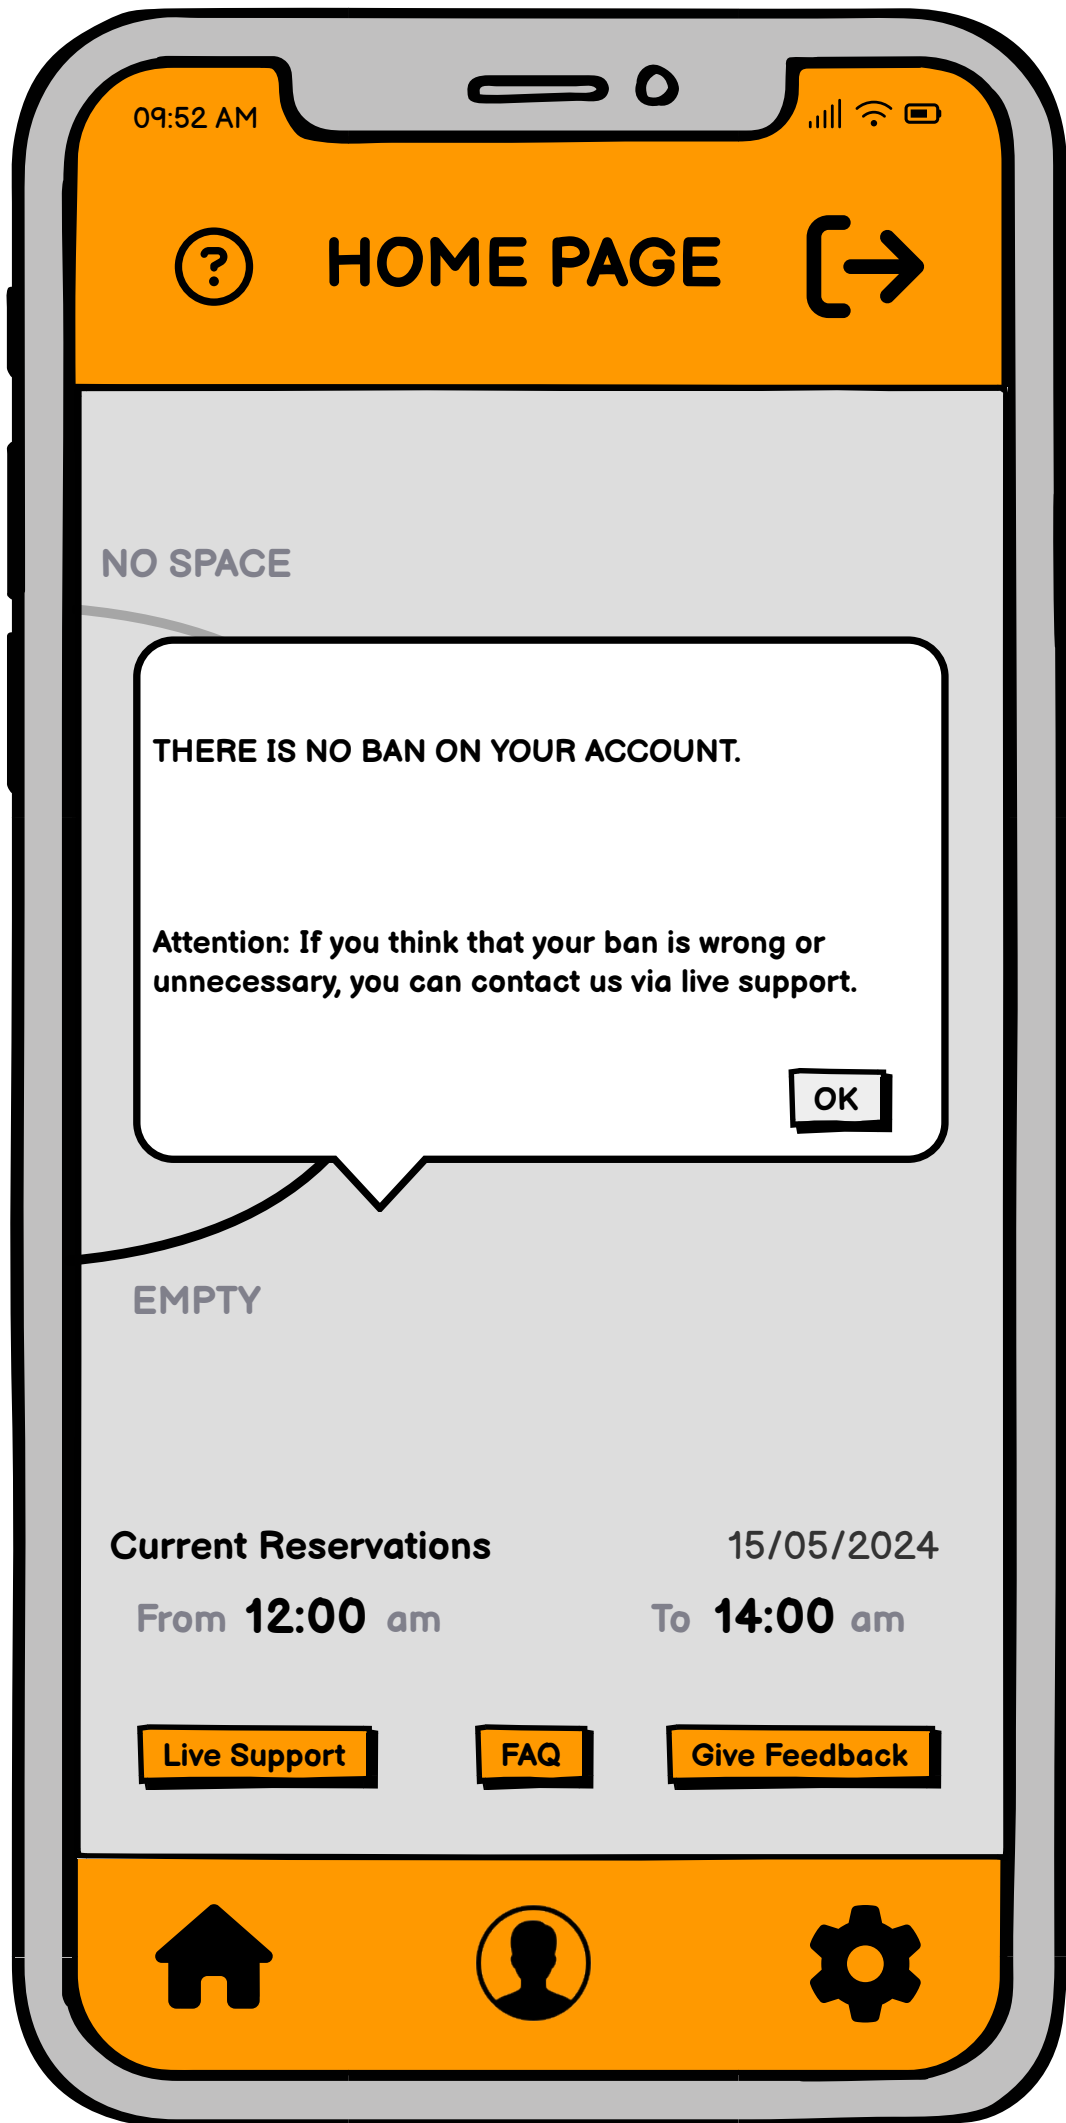 09:52 AM
?
HOME PAGE
NO SPACE
THERE IS NO BAN ON YOUR ACCOUNT.
Attention: If you think that your ban is wrong or
unnecessary, you can contact us via live support.
OK
EMPTY
Current Reservations 15/05/2024
From 12:00 am To 14:00 am
Live Support FAQ Give Feedback